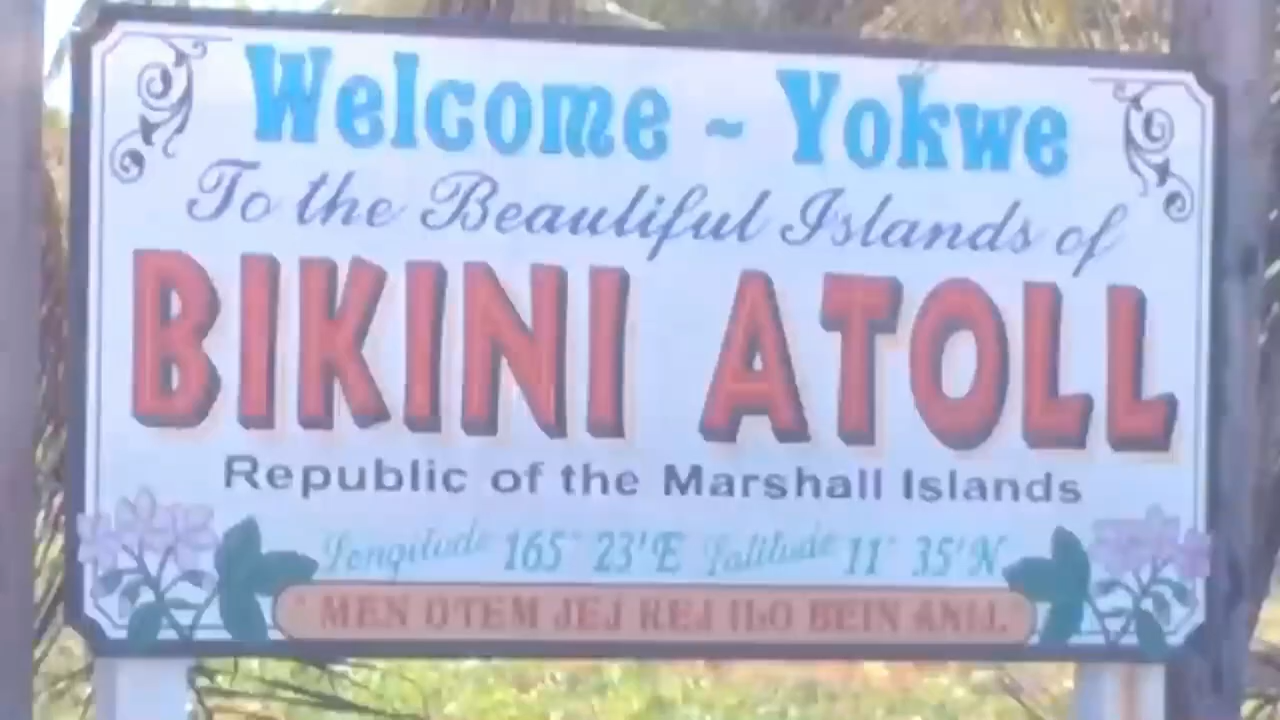 Welcome ~ Yokwe
To the Beautiful Islands of
BIKINI ATOLL
Republic of the Marshall Islands
Longitude 165° 23'E Latitude 11° 35'N
MEN OTEM JEJ REJ ILO BEIN ANIJ.